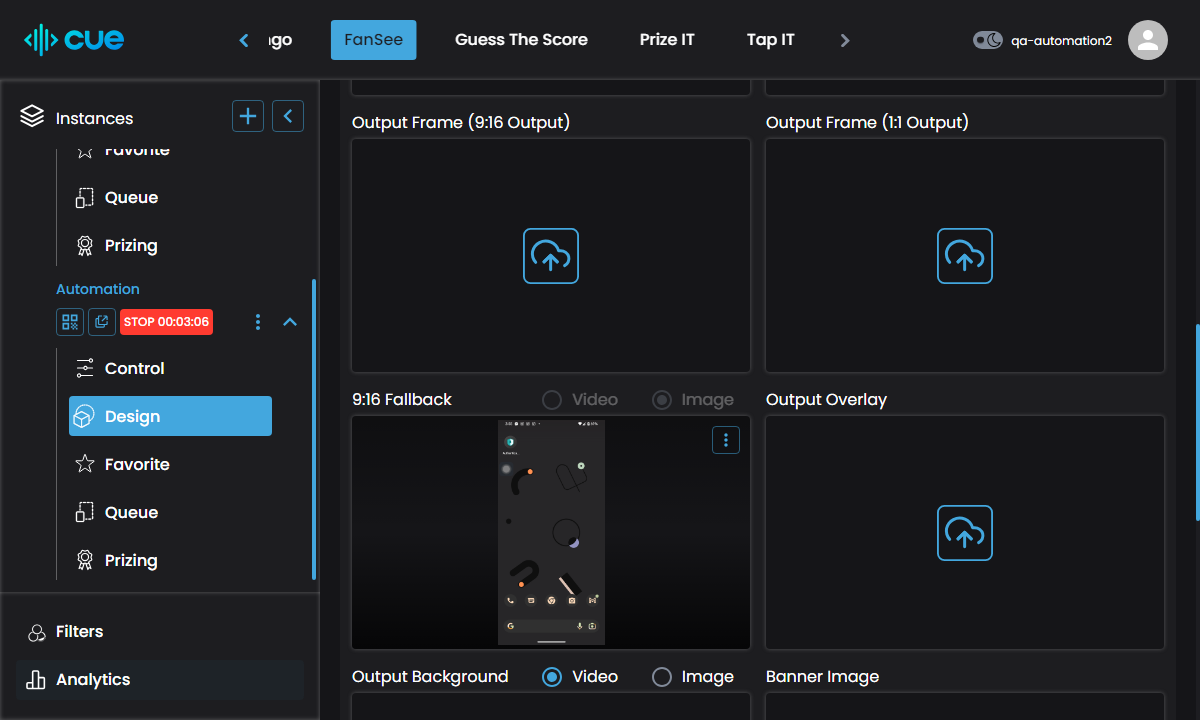 cue
ngo
FanSee
Guess The Score
Prize IT
Tap IT
qa-automation2
Instances
Favorite
Queue
Prizing
Automation
STOP 00:03:06
Control
Design
Favorite
Queue
Prizing
Filters
Analytics
Output Frame (9:16 Output)
Output Frame (1:1 Output)
9:16 Fallback
Video
Image
Output Overlay
Output Background
Video
Image
Banner Image